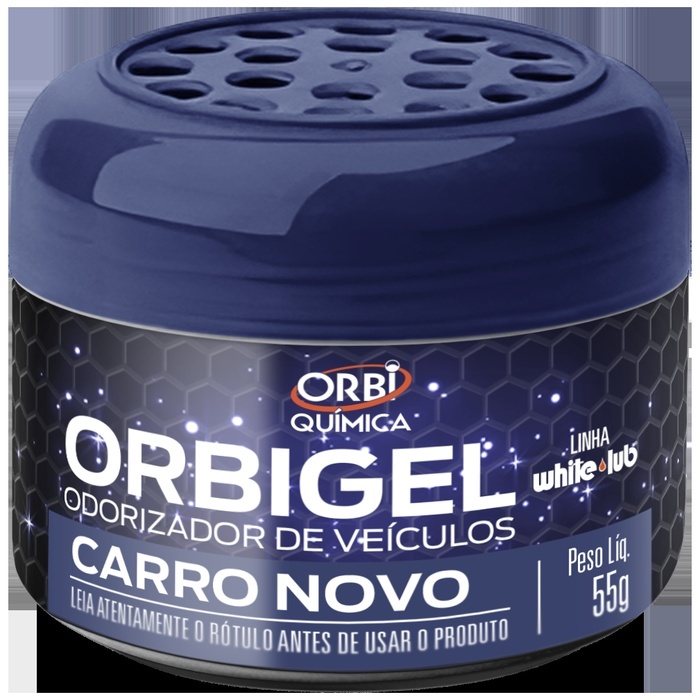 ORBI
QUÍMICA
ORBIGEL
LINHA
white lub
ODORIZADOR DE VEÍCULOS
CARRO NOVO
LEIA ATENTAMENTE O RÓTULO ANTES DE USAR O PRODUTO
Peso Líq.
55g